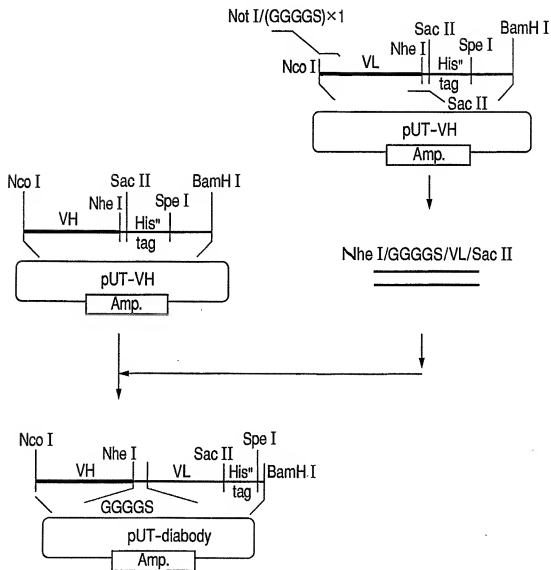 Not I/(GGGGS)×1
Sac II
BamH I
Nhe I
Spe I
Nco I
VL
His"
tag
Sac II
pUT-VH
Amp.
Nco I
Sac II
BamH I
Nhe I
Spe I
VH
His"
tag
pUT-VH
Amp.
Nhe I/GGGGS/VL/Sac II
Nco I
Nhe I
Sac II
Spe I
VH
VL
His"
tag
BamH I
GGGGS
pUT-diabody
Amp.